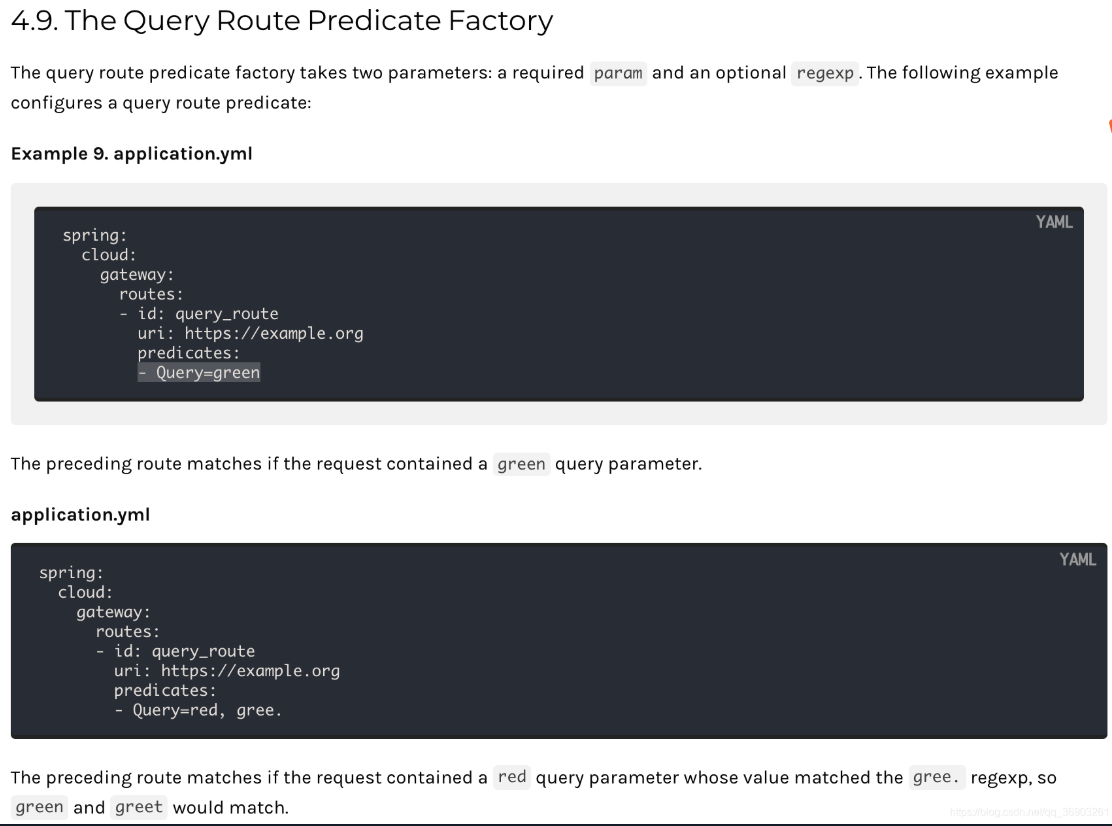 4.9. The Query Route Predicate Factory
The query route predicate factory takes two parameters: a required param and an optional regexp. The following example
configures a query route predicate:
Example 9. application.yml
YAML
spring:
  cloud:
    gateway:
      routes:
      - id: query_route
        uri: https://example.org
        predicates:
        - Query=green
The preceding route matches if the request contained a green query parameter.
application.yml
YAML
spring:
  cloud:
    gateway:
      routes:
      - id: query_route
        uri: https://example.org
        predicates:
        - Query=red, gree.
The preceding route matches if the request contained a red query parameter whose value matched the gree. regexp, so
green and greet would match.